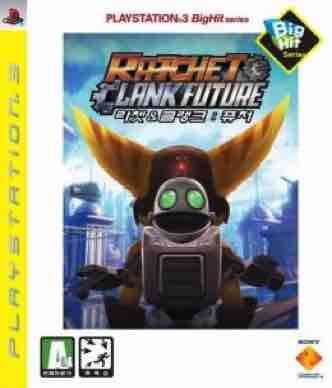 PLAYSTATION®3 BigHit series
Big
Hit
Series
RATCHET
CLANK FUTURE
라쳇 & 클랭크 : 퓨처
PLAYSTATION®3
SONY